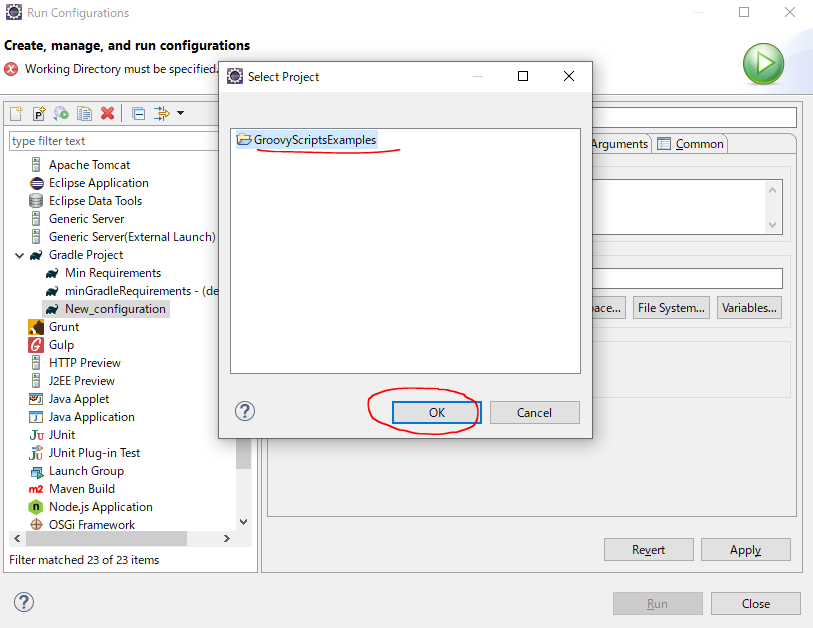 Run Configurations
Create, manage, and run configurations
Working Directory must be specified.
Select Project
GroovyScriptsExamples
OK
Cancel
type filter text
Apache Tomcat
Eclipse Application
Eclipse Data Tools
Generic Server
Generic Server(External Launch)
Gradle Project
Min Requirements
minGradleRequirements - (de
New_configuration
Grunt
Gulp
HTTP Preview
J2EE Preview
Java Applet
Java Application
JUnit
JUnit Plug-in Test
Launch Group
Maven Build
Node.js Application
OSGi Framework
Filter matched 23 of 23 items
Arguments
Common
pace...
File System...
Variables...
Revert
Apply
Run
Close